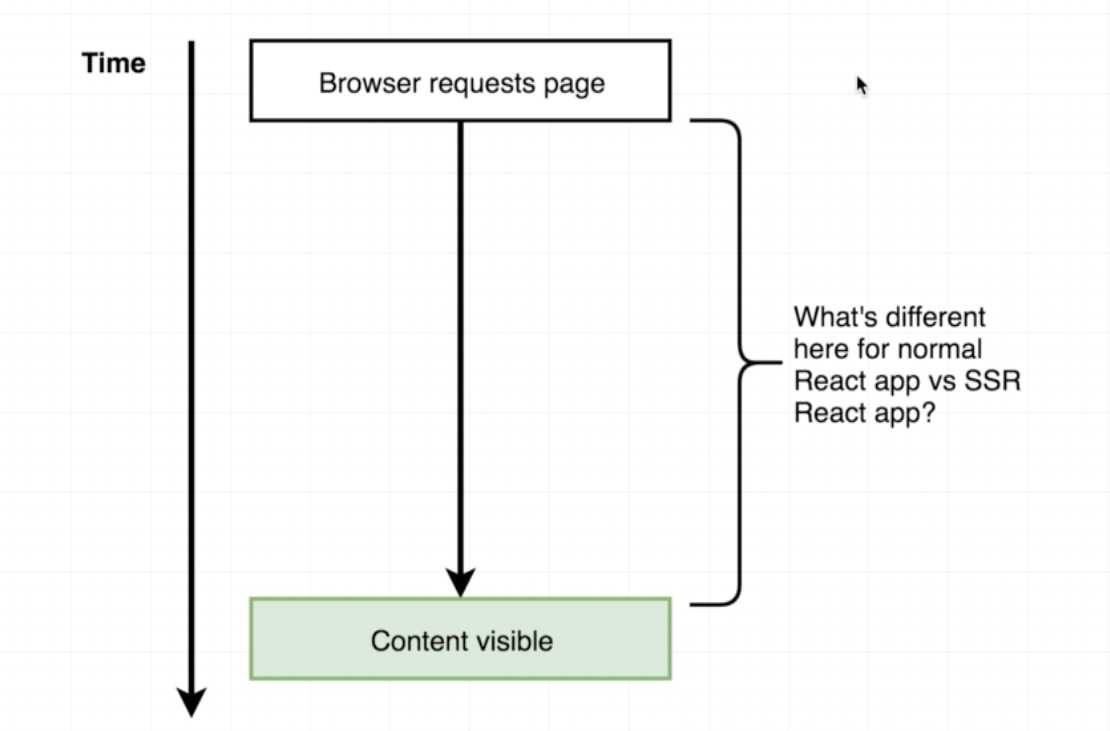 Time
Browser requests page
What's different
here for normal
React app vs SSR
React app?
Content visible